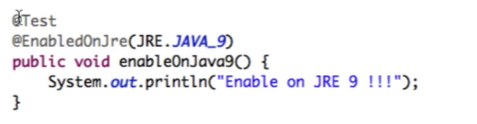 @Test
@EnabledOnJre(JRE.JAVA_9)
public void enableOnJava9() {
    System.out.println("Enable on JRE 9 !!!");
}